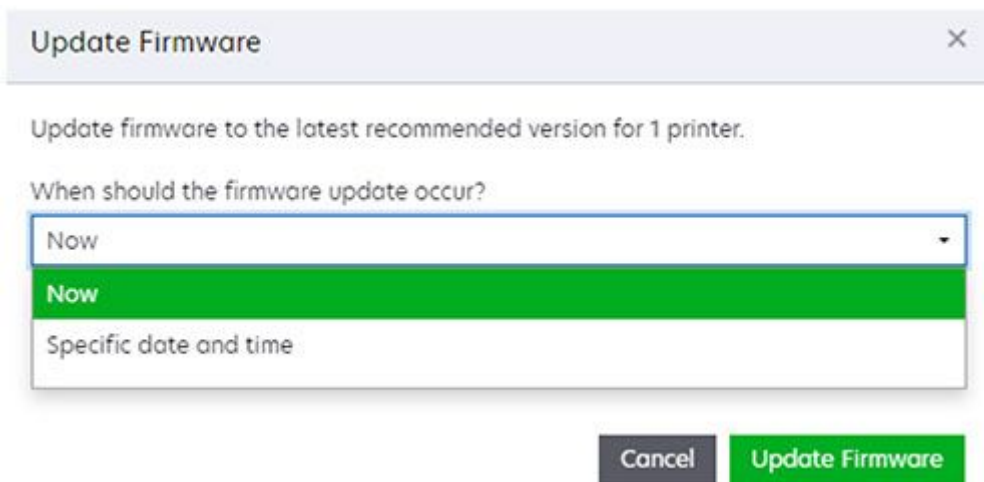 Update Firmware
Update firmware to the latest recommended version for 1 printer.
When should the firmware update occur?
Now
Now
Specific date and time
Cancel Update Firmware